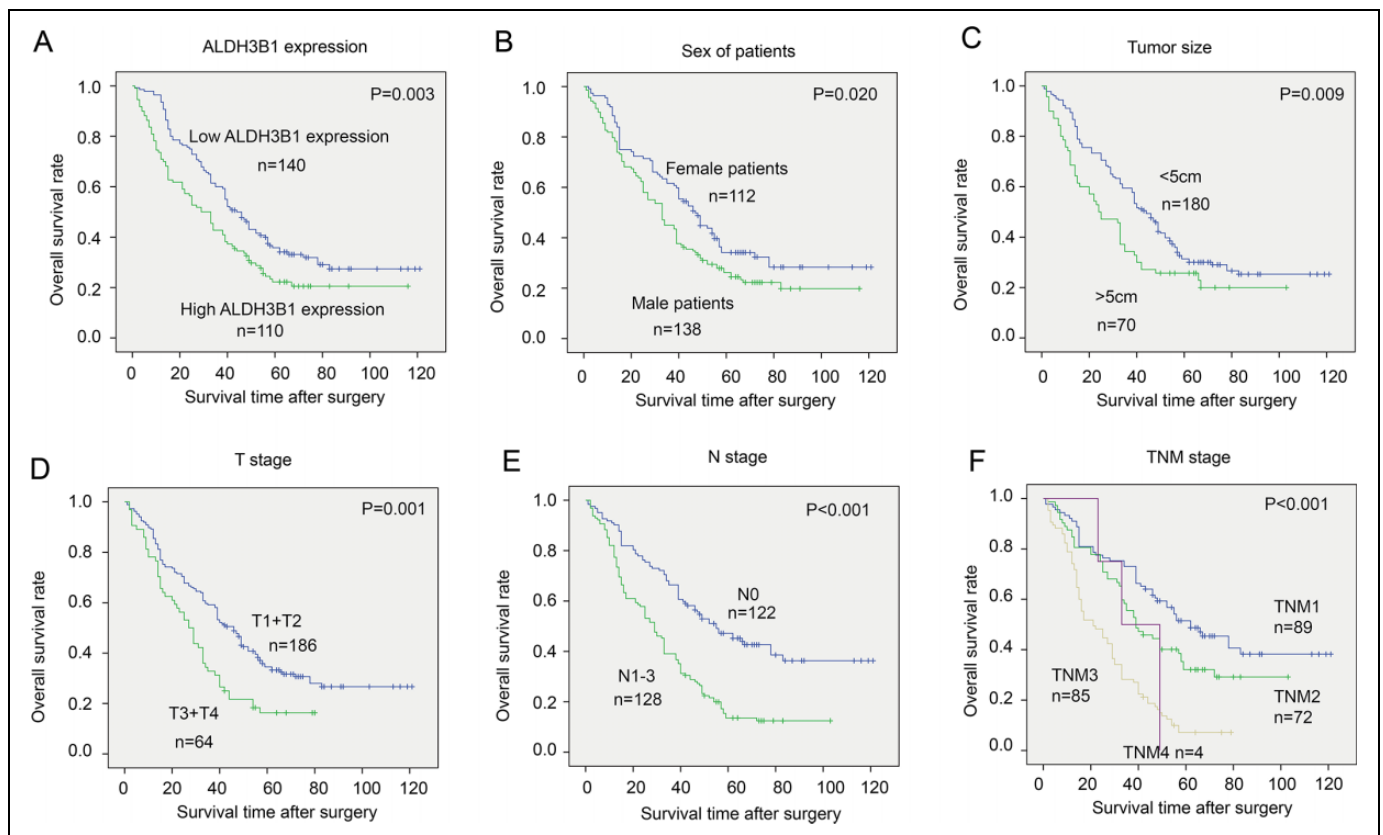 A
ALDH3B1 expression
P=0.003
Low ALDH3B1 expression
n=140
High ALDH3B1 expression
n=110
Overall survival rate
1.0
0.8
0.6
0.4
0.2
0.0
0 20 40 60 80 100 120
Survival time after surgery
B
Sex of patients
P=0.020
Female patients
n=112
Male patients
n=138
Overall survival rate
1.0
0.8
0.6
0.4
0.2
0.0
0 20 40 60 80 100 120
Survival time after surgery
C
Tumor size
P=0.009
<5cm
n=180
>5cm
n=70
Overall survival rate
1.0
0.8
0.6
0.4
0.2
0.0
0 20 40 60 80 100 120
Survival time after surgery
D
T stage
P=0.001
T1+T2
n=186
T3+T4
n=64
Overall survival rate
1.0
0.8
0.6
0.4
0.2
0.0
0 20 40 60 80 100 120
Survival time after surgery
E
N stage
P<0.001
N0
n=122
N1-3
n=128
Overall survival rate
1.0
0.8
0.6
0.4
0.2
0.0
0 20 40 60 80 100 120
Survival time after surgery
F
TNM stage
P<0.001
TNM1
n=89
TNM3
n=85
TNM2
n=72
TNM4 n=4
Overall survival rate
1.0
0.8
0.6
0.4
0.2
0.0
0 20 40 60 80 100 120
Survival time after surgery